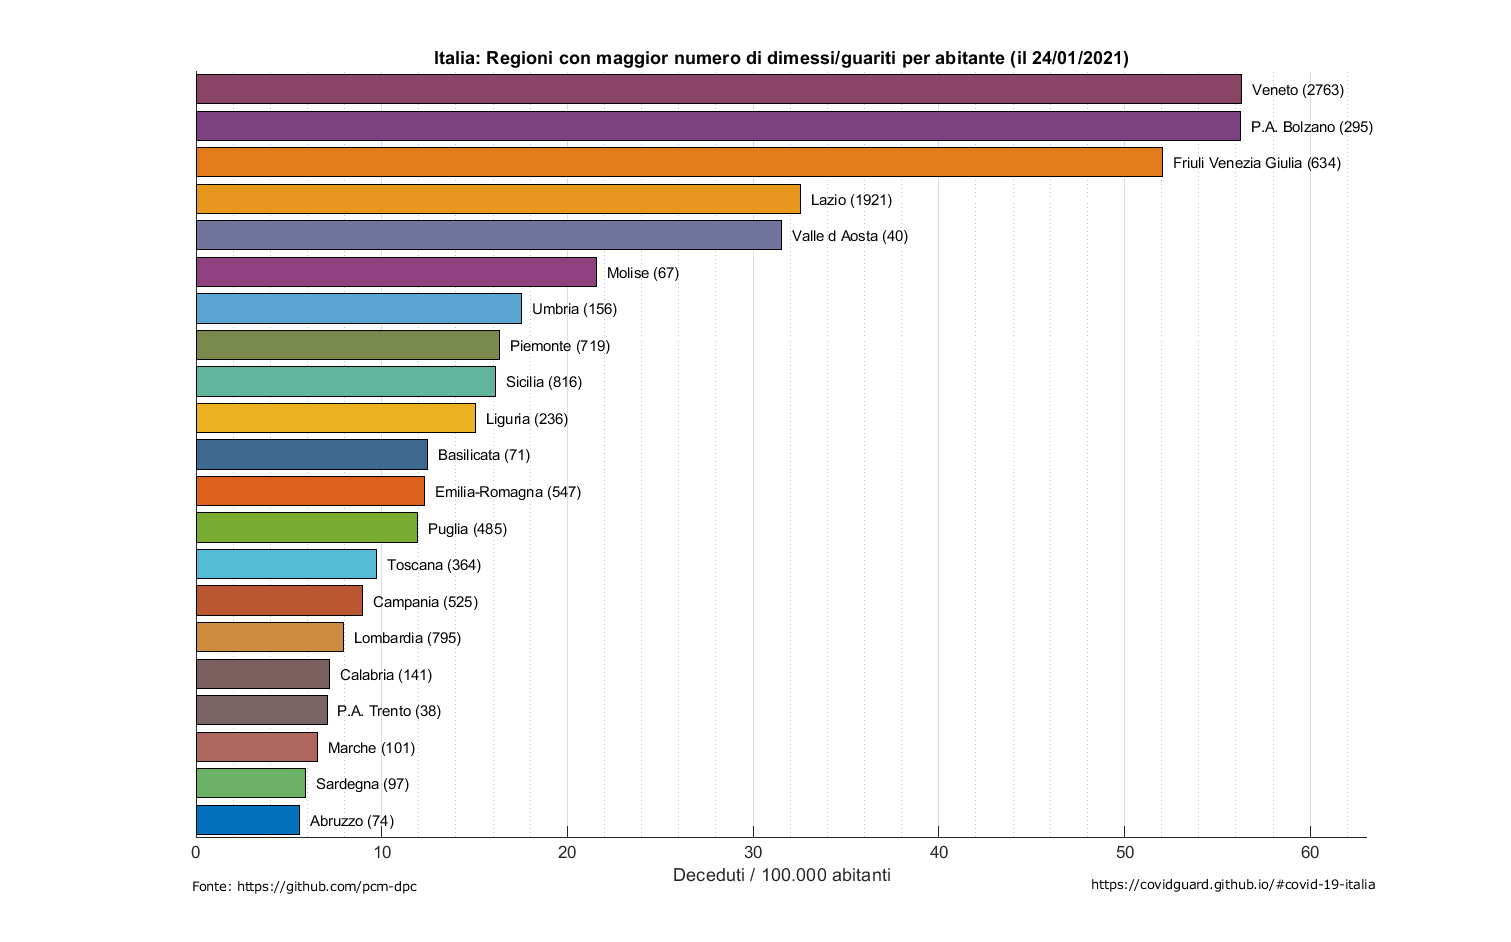 Italia: Regioni con maggior numero di dimessi/guariti per abitante (il 24/01/2021)
Veneto (2763)
P.A. Bolzano (295)
Friuli Venezia Giulia (634)
Lazio (1921)
Valle d Aosta (40)
Molise (67)
Umbria (156)
Piemonte (719)
Sicilia (816)
Liguria (236)
Basilicata (71)
Emilia-Romagna (547)
Puglia (485)
Toscana (364)
Campania (525)
Lombardia (795)
Calabria (141)
P.A. Trento (38)
Marche (101)
Sardegna (97)
Abruzzo (74)
0 10 20 30 40 50 60
Deceduti / 100.000 abitanti
Fonte: https://github.com/pcm-dpc
https://covidguard.github.io/#covid-19-italia